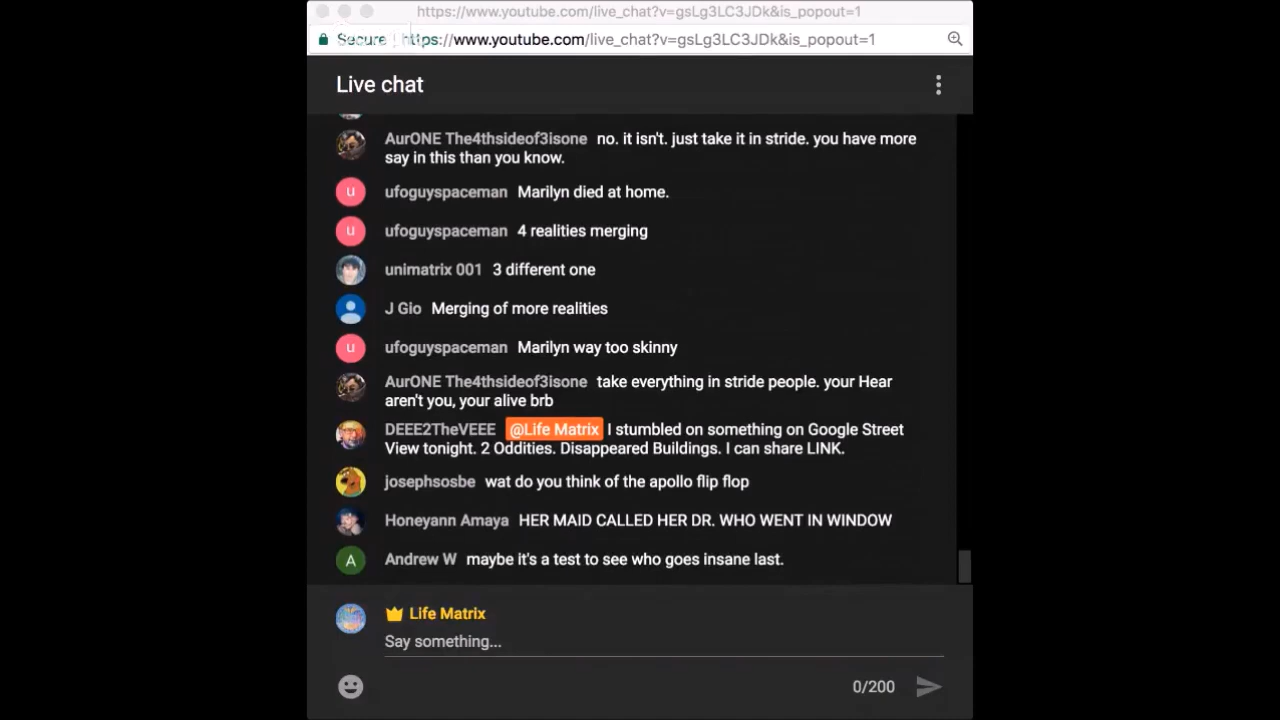 https://www.youtube.com/live_chat?v=gsLg3LC3JDk&is_popout=1
Secure https://www.youtube.com/live_chat?v=gsLg3LC3JDk&is_popout=1
Live chat
AurONE The4thsideof3isone no. it isn't. just take it in stride. you have more
say in this than you know.
u ufoguyspaceman Marilyn died at home.
u ufoguyspaceman 4 realities merging
unimatrix 001 3 different one
J Gio Merging of more realities
u ufoguyspaceman Marilyn way too skinny
AurONE The4thsideof3isone take everything in stride people. your Hear
aren't you, your alive brb
DEEE2TheVEEE @Life Matrix I stumbled on something on Google Street
View tonight. 2 Oddities. Disappeared Buildings. I can share LINK.
josephsosbe wat do you think of the apollo flip flop
Honeyann Amaya HER MAID CALLED HER DR. WHO WENT IN WINDOW
A Andrew W maybe it's a test to see who goes insane last.
Life Matrix
Say something...
0/200